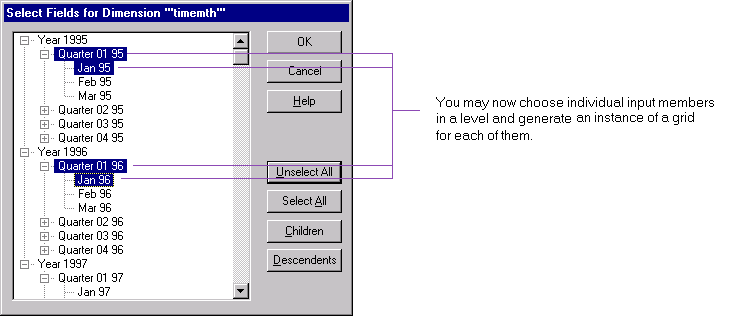 Select Fields for Dimension '"timemth"'
Year 1995
Quarter 01 95
Jan 95
Feb 95
Mar 95
Quarter 02 95
Quarter 03 95
Quarter 04 95
Year 1996
Quarter 01 96
Jan 96
Feb 96
Mar 96
Quarter 02 96
Quarter 03 96
Quarter 04 96
Year 1997
Quarter 01 97
Jan 97
OK
Cancel
Help
Unselect All
Select All
Children
Descendents
You may now choose individual input members
in a level and generate an instance of a grid
for each of them.